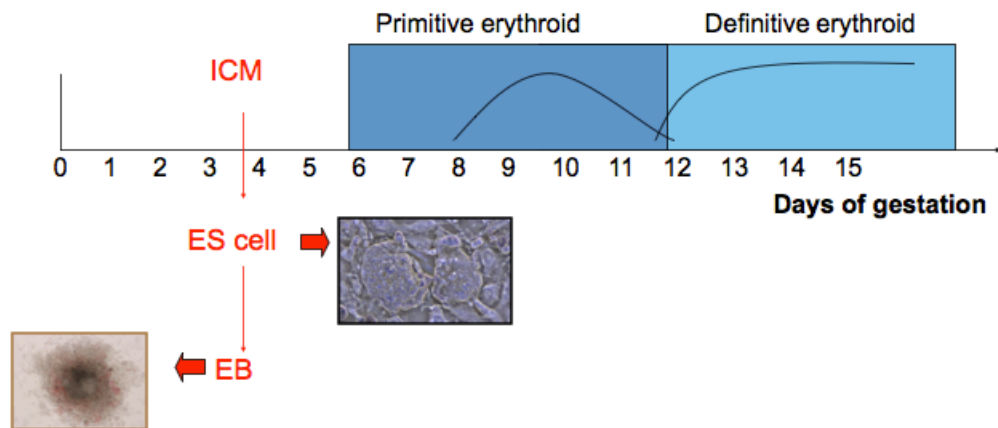 Primitive erythroid
Definitive erythroid
ICM
0 1 2 3 4 5 6 7 8 9 10 11 12 13 14 15
Days of gestation
ES cell
EB